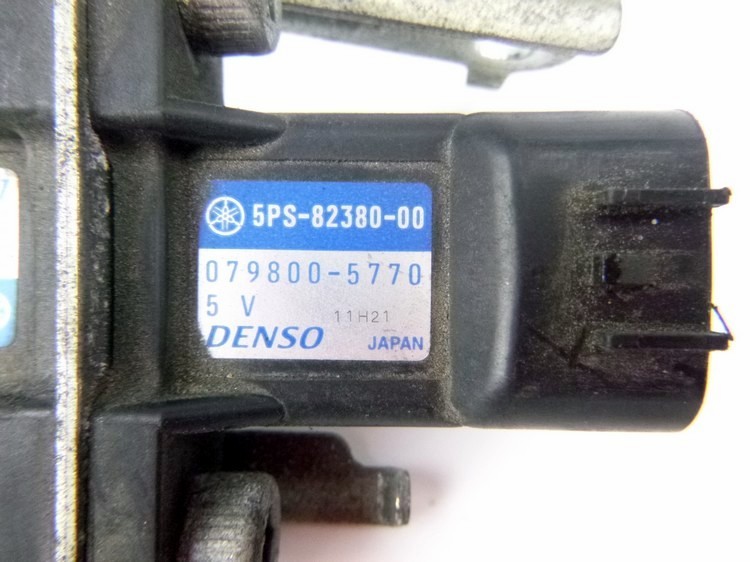 5PS-82380-00
079800-5770
5 V
11H21
DENSO JAPAN